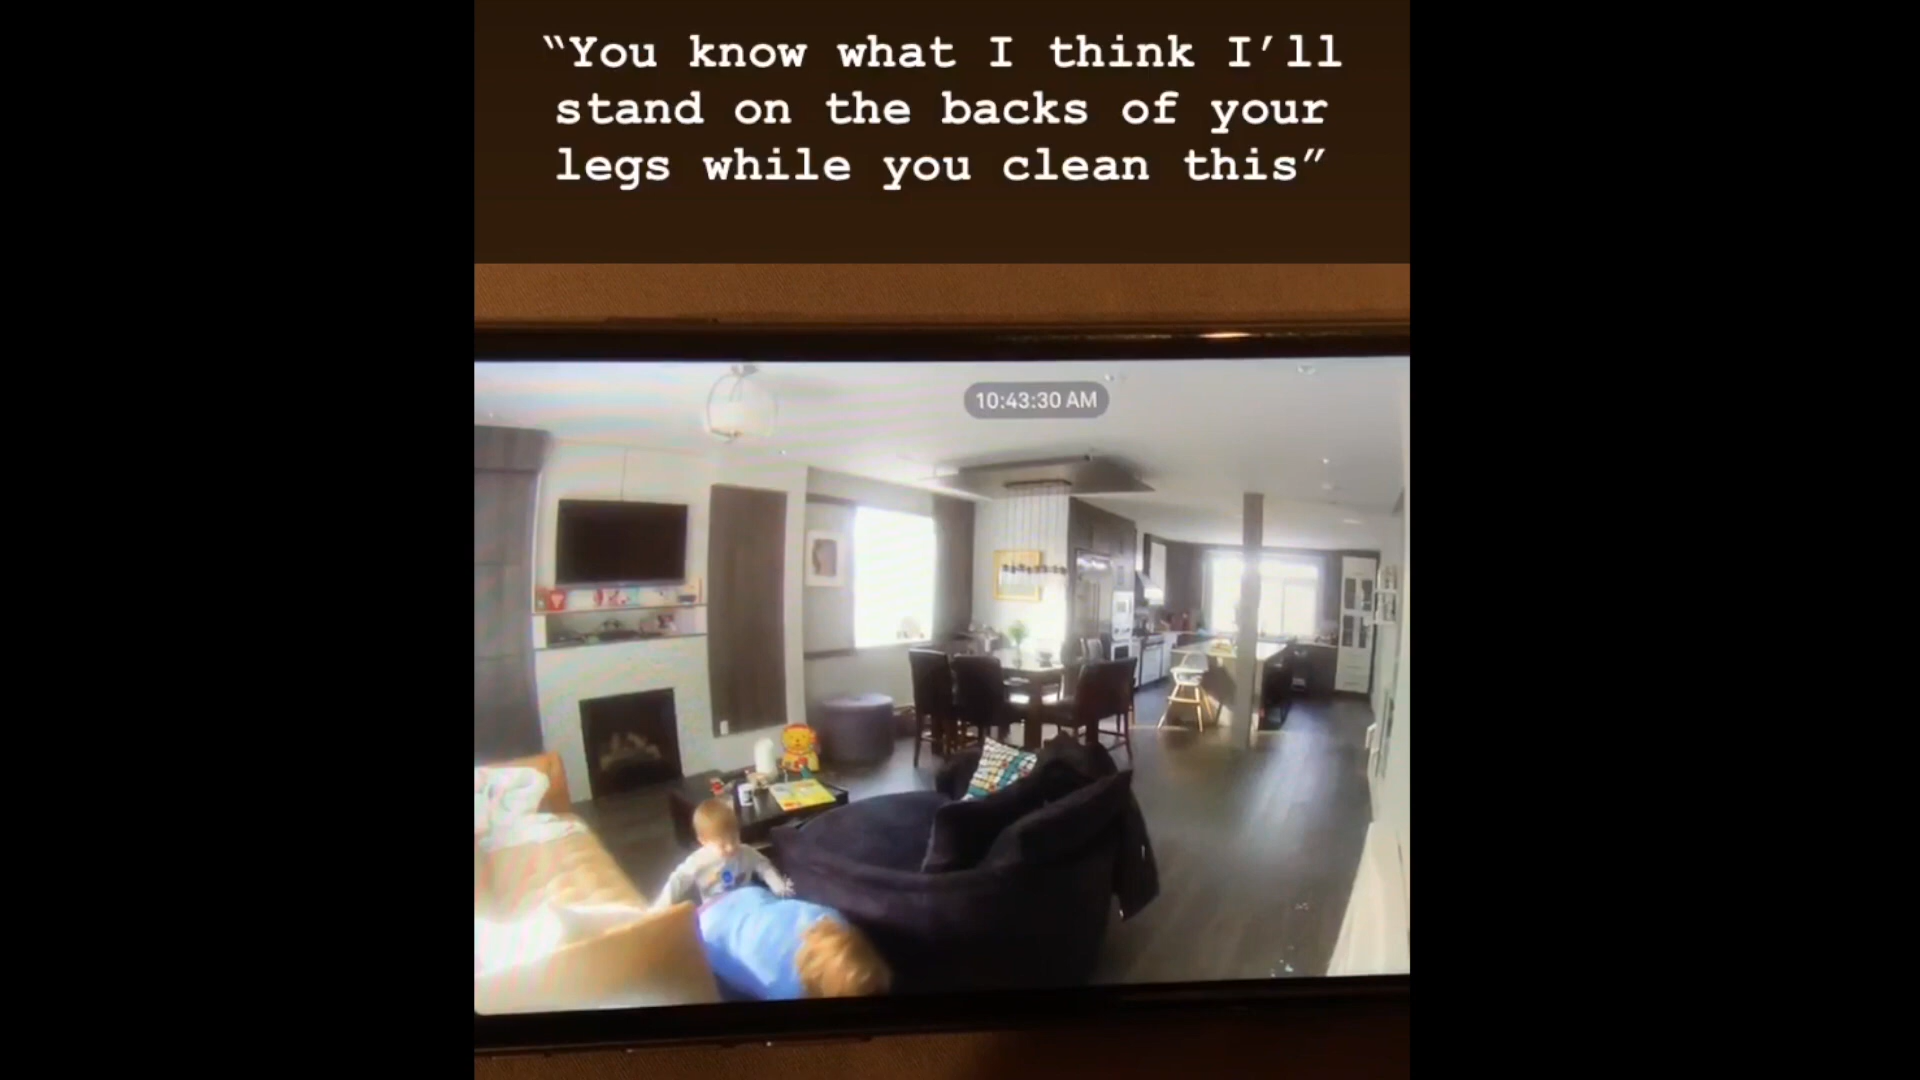 “You know what I think I’ll
stand on the backs of your
legs while you clean this”
10:43:30 AM